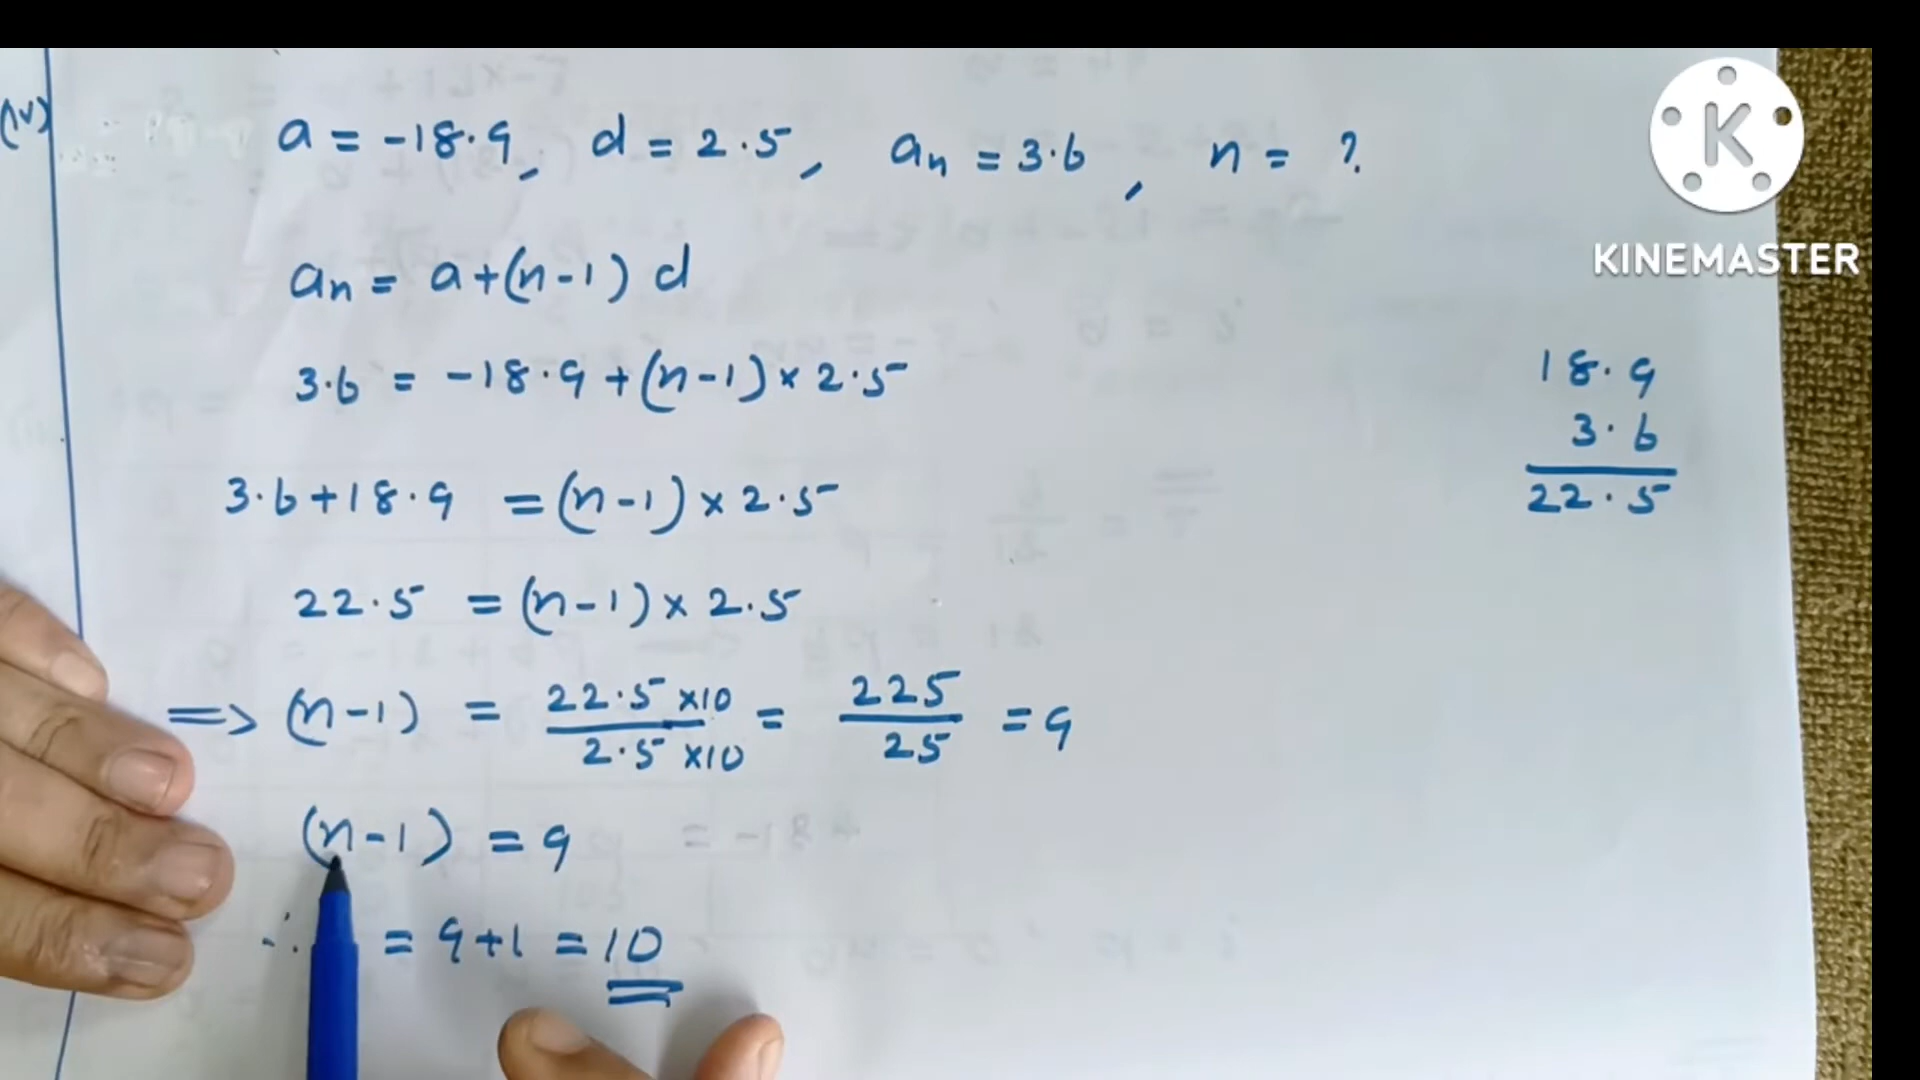 (iv) a = -18.9, d = 2.5, an = 3.6, n = ?
an = a+(n-1) d
3.6 = -18.9 + (n-1) × 2.5
3.6+18.9 = (n-1) × 2.5
22.5 = (n-1) × 2.5
⇒ (n-1) = 22.5 ×10 / 2.5 ×10 = 225 / 25 = 9
(n-1) = 9
∴ = 9+1 = 10
K
KINEMASTER
18.9
3.6
22.5